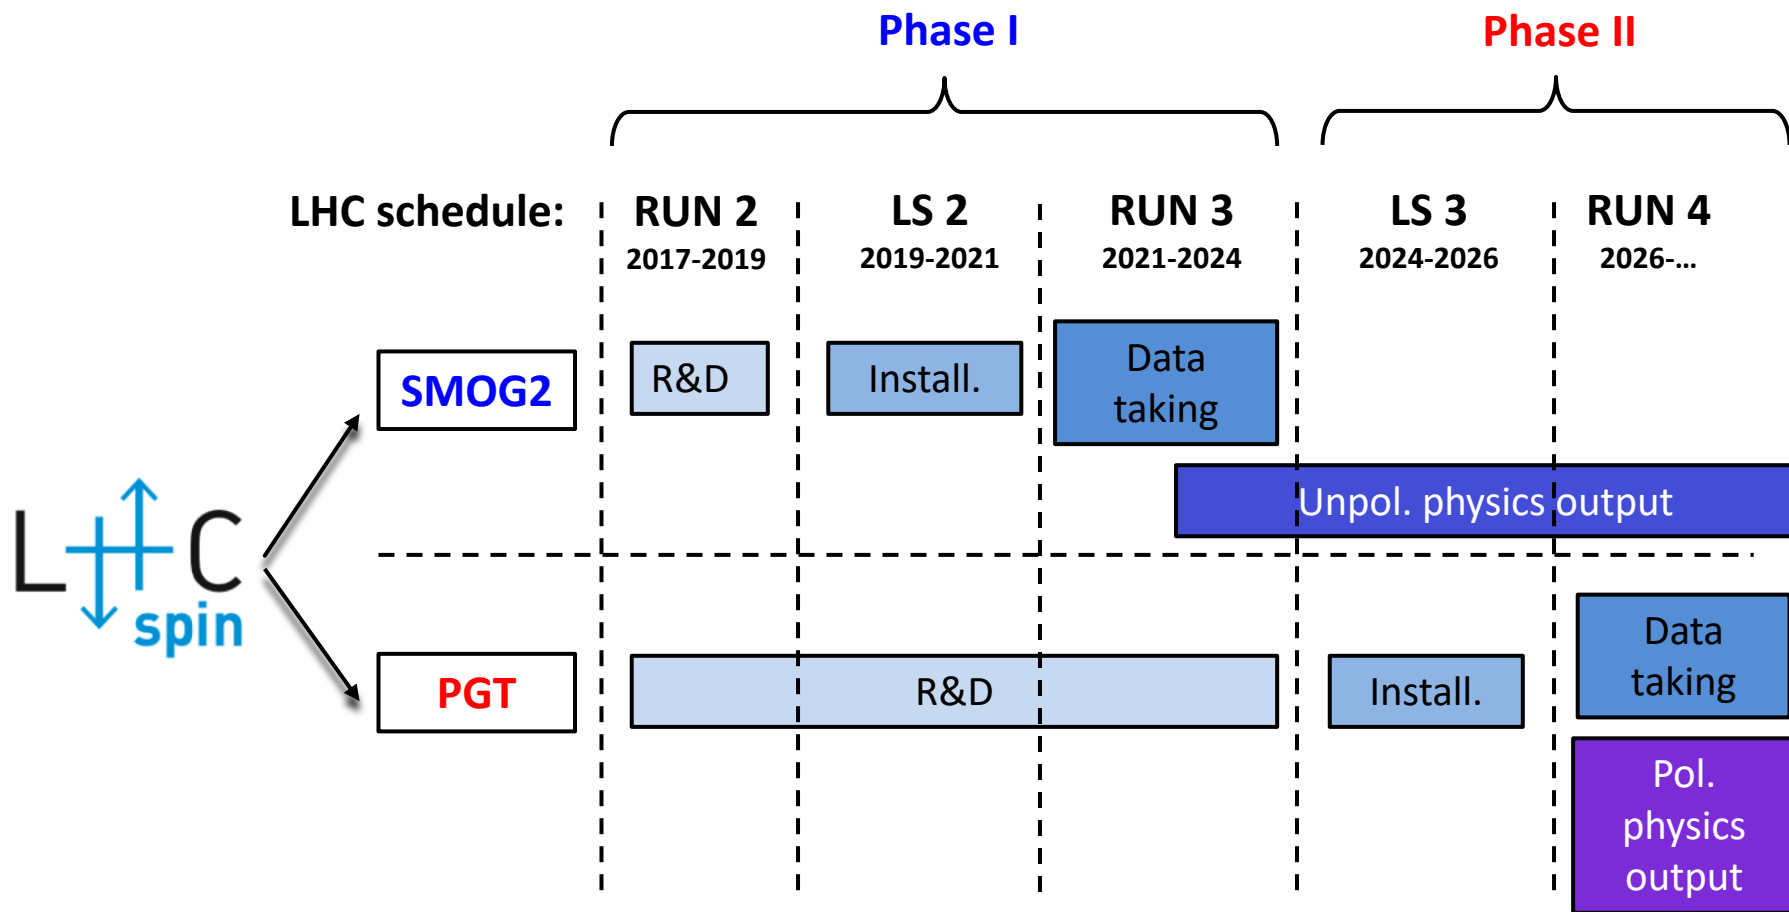 Phase I
Phase II
LHC schedule:
RUN 2
LS 2
RUN 3
LS 3
RUN 4
2017-2019
2019-2021
2021-2024
2024-2026
2026-...
SMOG2
R&D
Install.
Data
taking
Unpol. physics output
LHC
spin
PGT
R&D
Install.
Data
taking
Pol.
physics
output